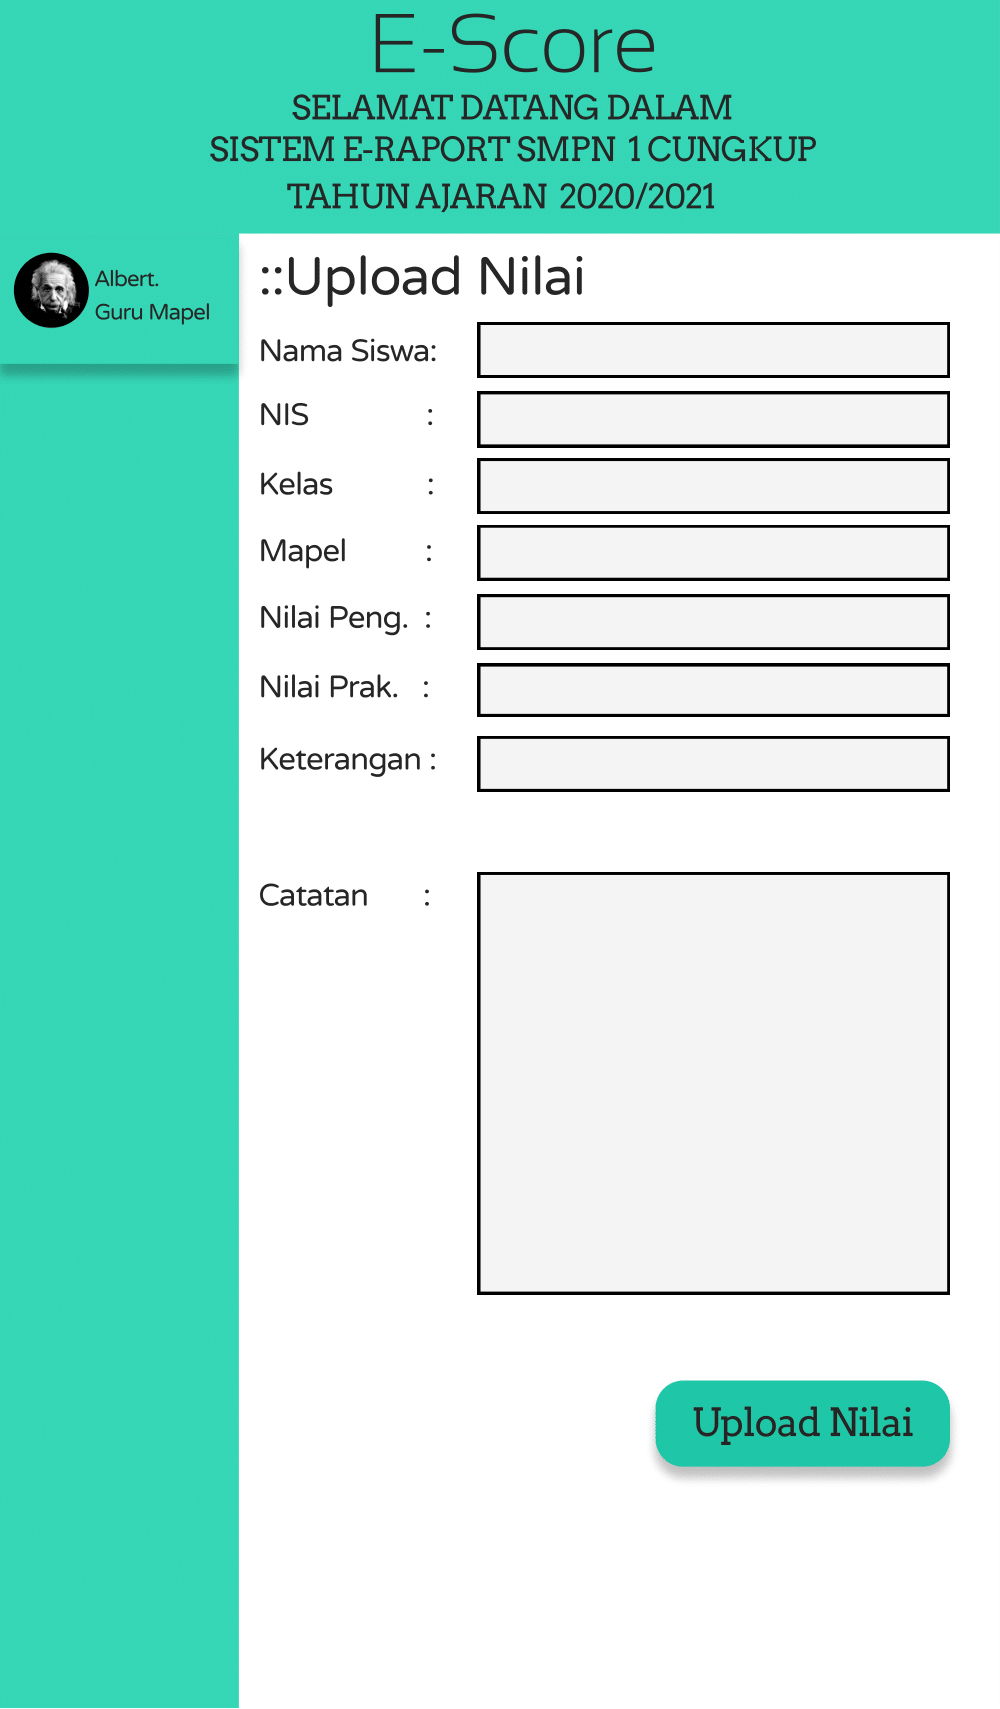 E-Score
SELAMAT DATANG DALAM
SISTEM E-RAPORT SMPN 1 CUNGKUP
TAHUN AJARAN 2020/2021
Albert.
Guru Mapel
::Upload Nilai
Nama Siswa:
NIS :
Kelas :
Mapel :
Nilai Peng. :
Nilai Prak. :
Keterangan :
Catatan :
Upload Nilai